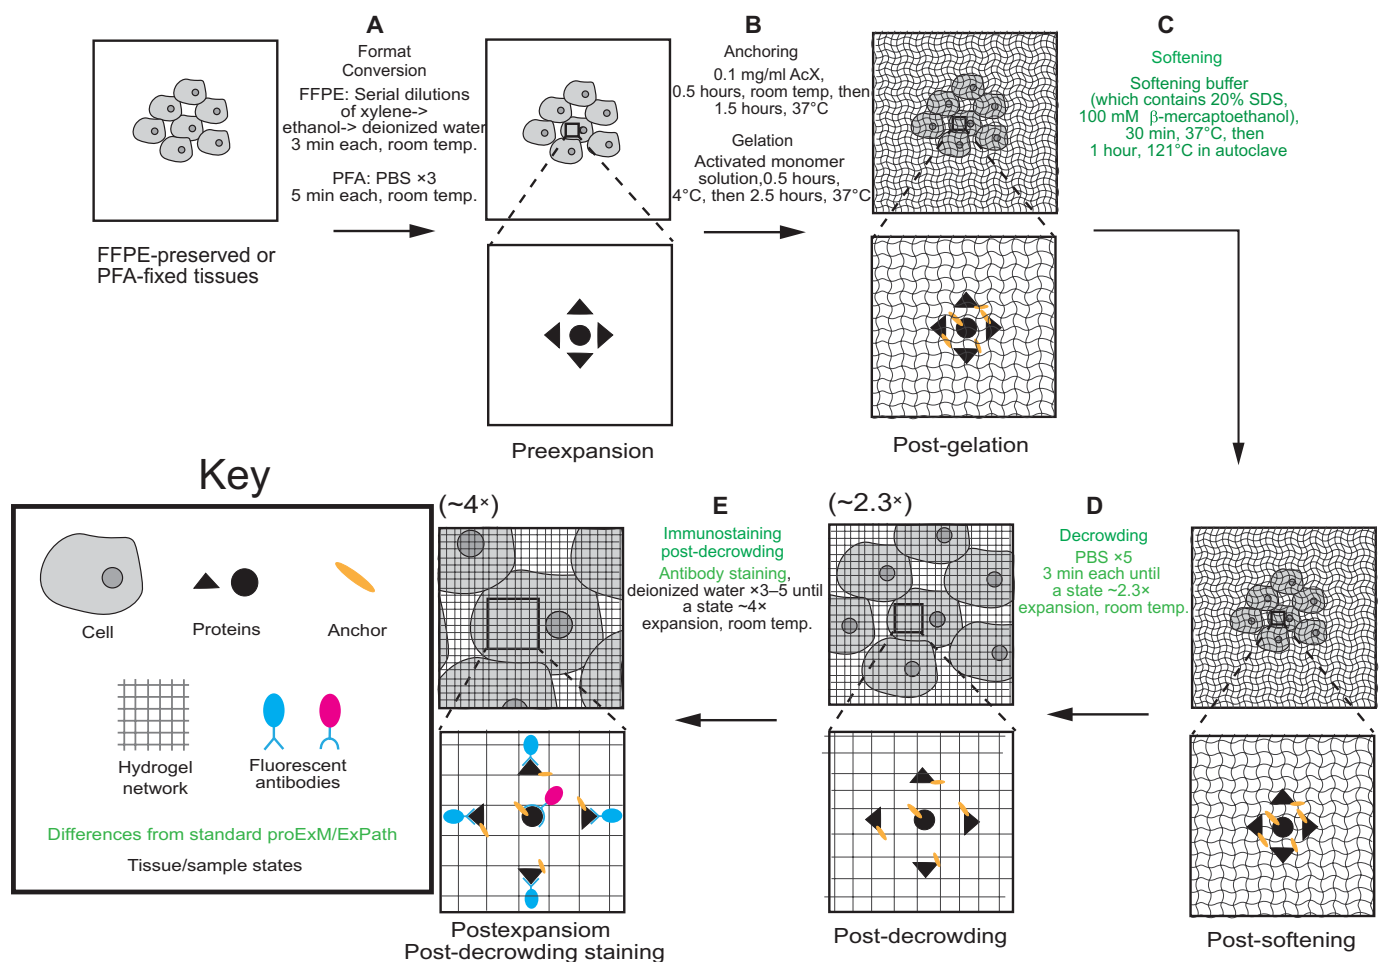 A
Format
Conversion
FFPE: Serial dilutions
of xylene->
ethanol-> deionized water
3 min each, room temp.
PFA: PBS ×3
5 min each, room temp.
FFPE-preserved or
PFA-fixed tissues
Preexpansion
B
Anchoring
0.1 mg/ml AcX,
0.5 hours, room temp, then
1.5 hours, 37°C
Gelation
Activated monomer
solution,0.5 hours,
4°C, then 2.5 hours, 37°C
Post-gelation
C
Softening
Softening buffer
(which contains 20% SDS,
100 mM β-mercaptoethanol),
30 min, 37°C, then
1 hour, 121°C in autoclave
Post-softening
D
Decrowding
PBS ×5
3 min each until
a state ~2.3×
expansion, room temp.
(~2.3×)
Post-decrowding
E
Immunostaining
post-decrowding
Antibody staining,
deionized water ×3–5 until
a state ~4×
expansion, room temp.
(~4×)
Postexpansiom
Post-decrowding staining
Key
Cell
Proteins
Anchor
Hydrogel
network
Fluorescent
antibodies
Differences from standard proExM/ExPath
Tissue/sample states